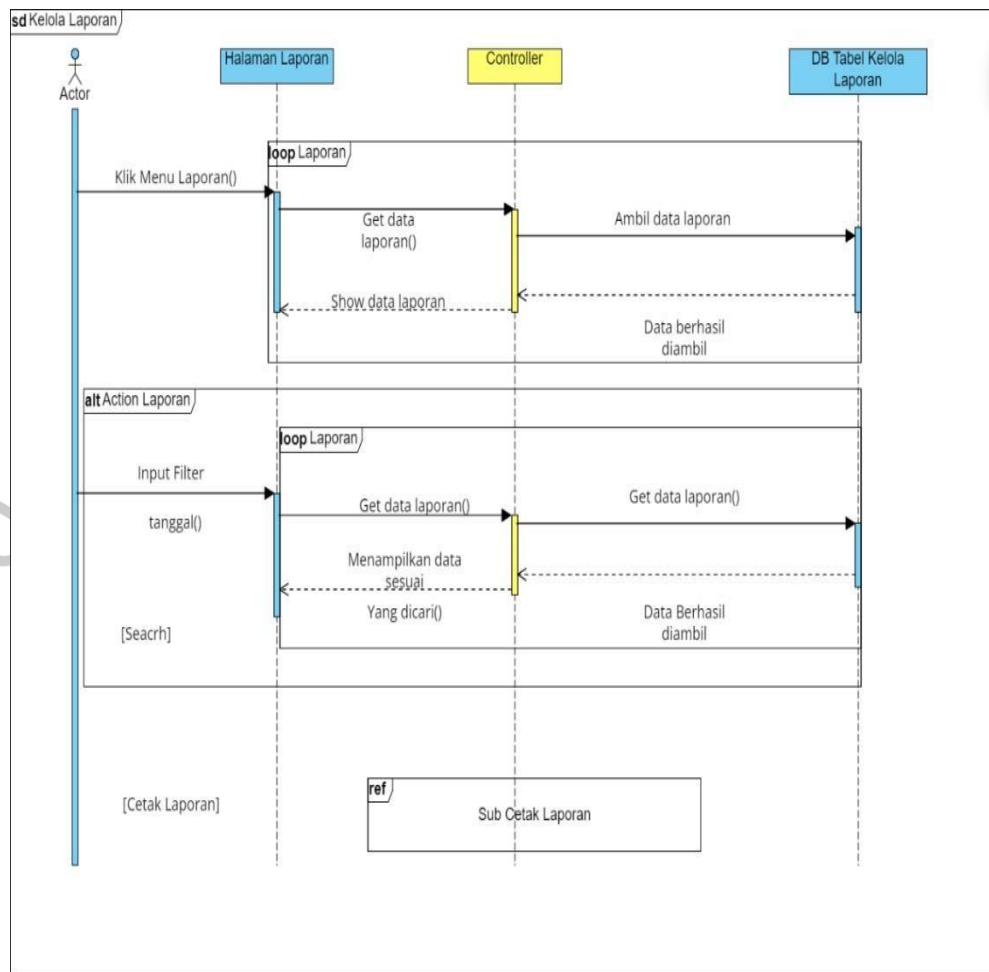 sd Kelola Laporan
Actor
Halaman Laporan
Controller
DB Tabel Kelola
Laporan
loop Laporan
Klik Menu Laporan()
Get data
laporan()
Ambil data laporan
Show data laporan
Data berhasil
diambil
alt Action Laporan
loop Laporan
Input Filter
tanggal()
Get data laporan()
Get data laporan()
Menampilkan data
sesuai
Yang dicari()
Data Berhasil
diambil
[Seacrh]
[Cetak Laporan]
ref
Sub Cetak Laporan